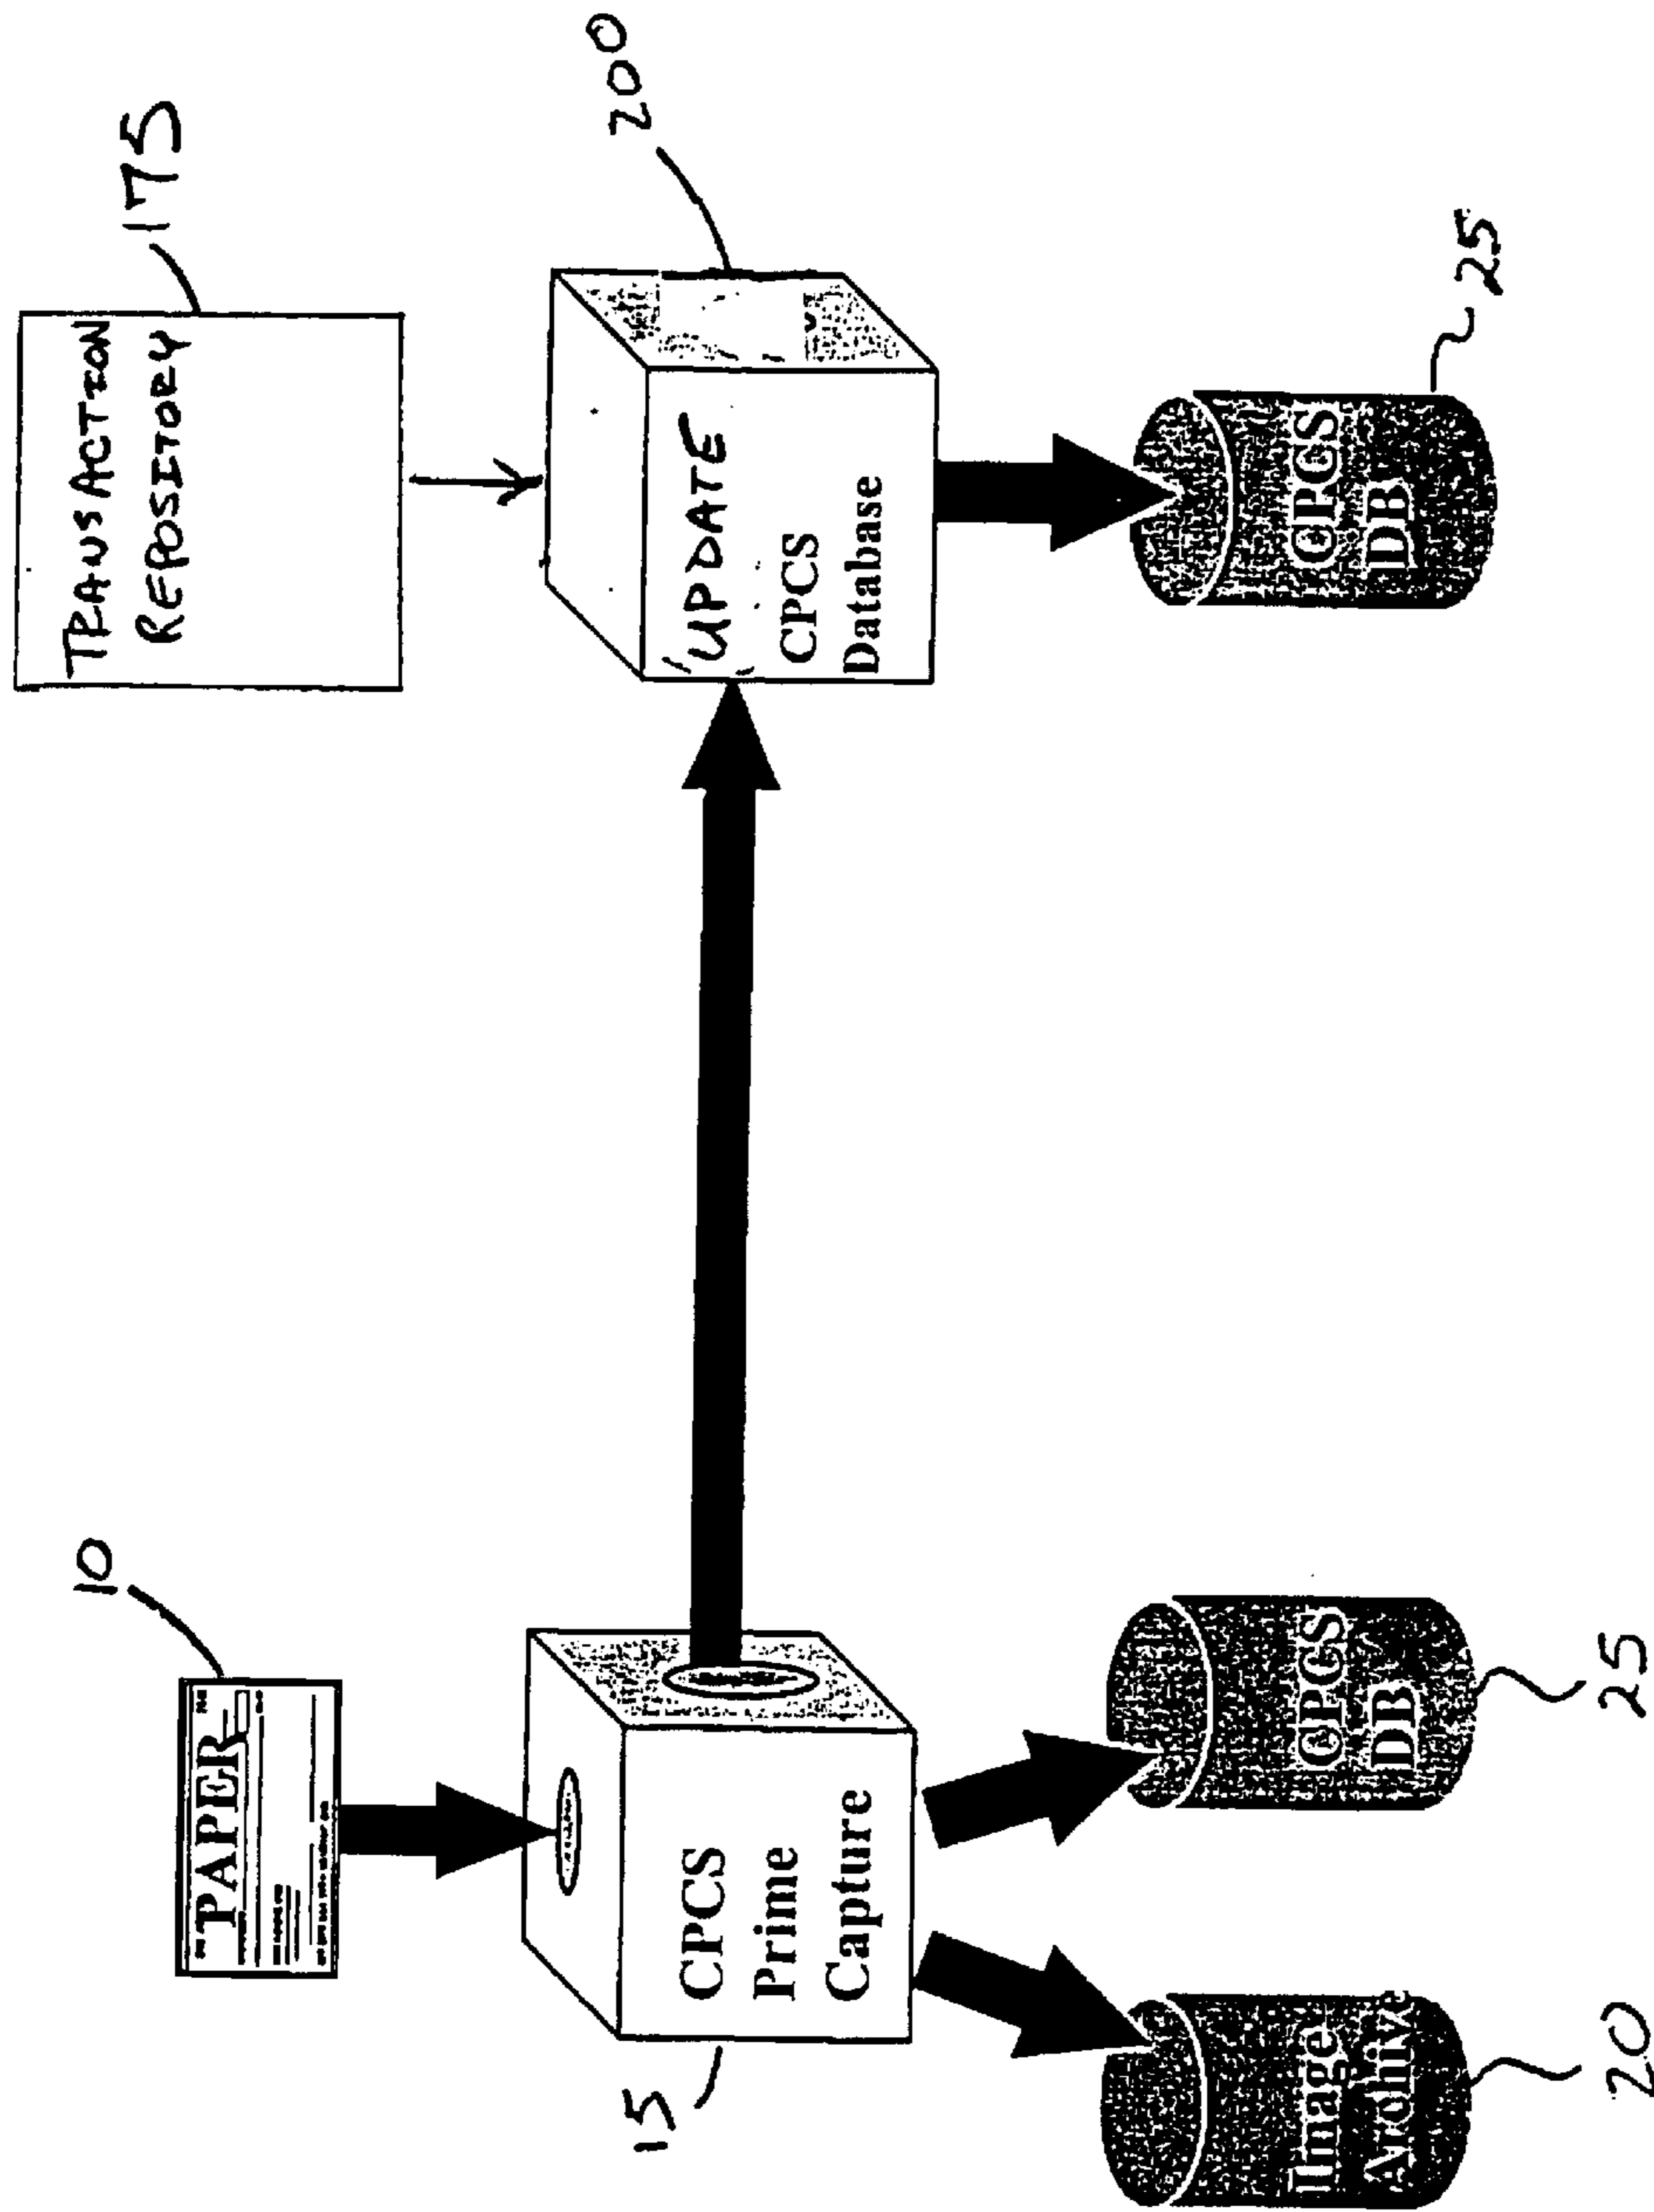 10
PAPER
15
CPCS
Prime
Capture
Image
Archive
20
CPCS
DB
25
TRANSACTION
REPOSITORY
175
UPDATE
CPCS
Database
200
CPCS
DB
25